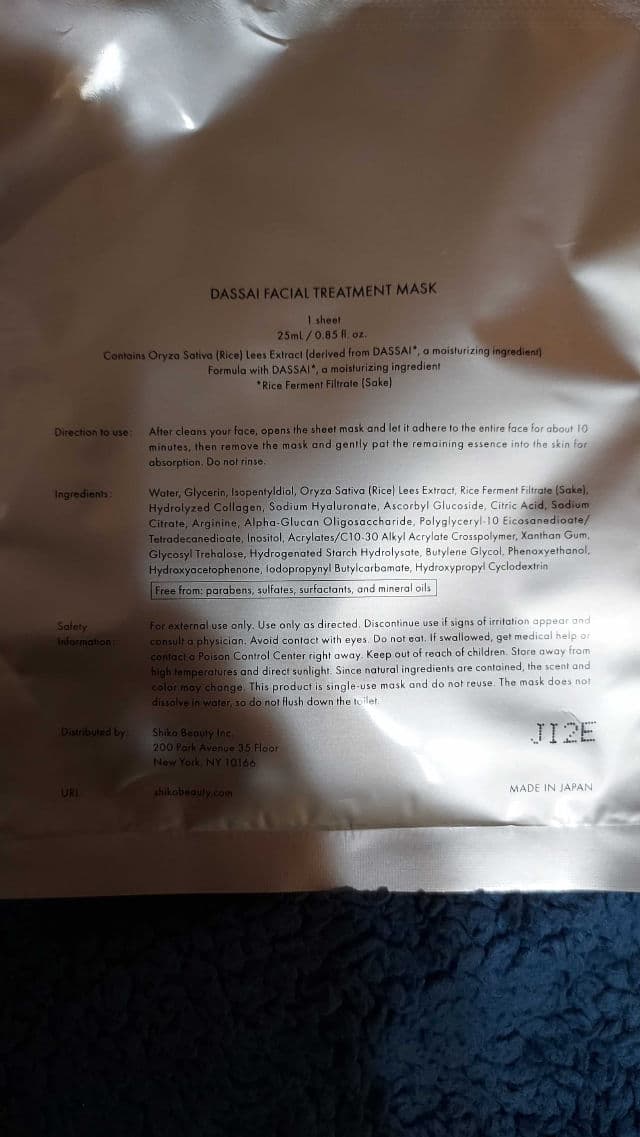 DASSAI FACIAL TREATMENT MASK
1 sheet
25mL / 0.85 fl. oz.
Contains Oryza Sativa (Rice) Lees Extract (derived from DASSAI*, a moisturizing ingredient)
Formula with DASSAI*, a moisturizing ingredient
*Rice Ferment Filtrate (Sake)
Direction to use: After cleans your face, opens the sheet mask and let it adhere to the entire face for about 10
minutes, then remove the mask and gently pat the remaining essence into the skin for
absorption. Do not rinse.
Ingredients: Water, Glycerin, Isopentyldiol, Oryza Sativa (Rice) Lees Extract, Rice Ferment Filtrate (Sake),
Hydrolyzed Collagen, Sodium Hyaluronate, Ascorbyl Glucoside, Citric Acid, Sodium
Citrate, Arginine, Alpha-Glucan Oligosaccharide, Polyglyceryl-10 Eicosanedioate/
Tetradecanedioate, Inositol, Acrylates/C10-30 Alkyl Acrylate Crosspolymer, Xanthan Gum,
Glycosyl Trehalose, Hydrogenated Starch Hydrolysate, Butylene Glycol, Phenoxyethanol,
Hydroxyacetophenone, Iodopropynyl Butylcarbamate, Hydroxypropyl Cyclodextrin
Free from: parabens, sulfates, surfactants, and mineral oils
Safety Information: For external use only. Use only as directed. Discontinue use if signs of irritation appear and
consult a physician. Avoid contact with eyes. Do not eat. If swallowed, get medical help or
contact a Poison Control Center right away. Keep out of reach of children. Store away from
high temperatures and direct sunlight. Since natural ingredients are contained, the scent and
color may change. This product is single-use mask and do not reuse. The mask does not
dissolve in water, so do not flush down the toilet.
Distributed by: Shiko Beauty Inc.
200 Park Avenue 35 Floor
New York, NY 10166
JI2E
URL shikobeauty.com
MADE IN JAPAN